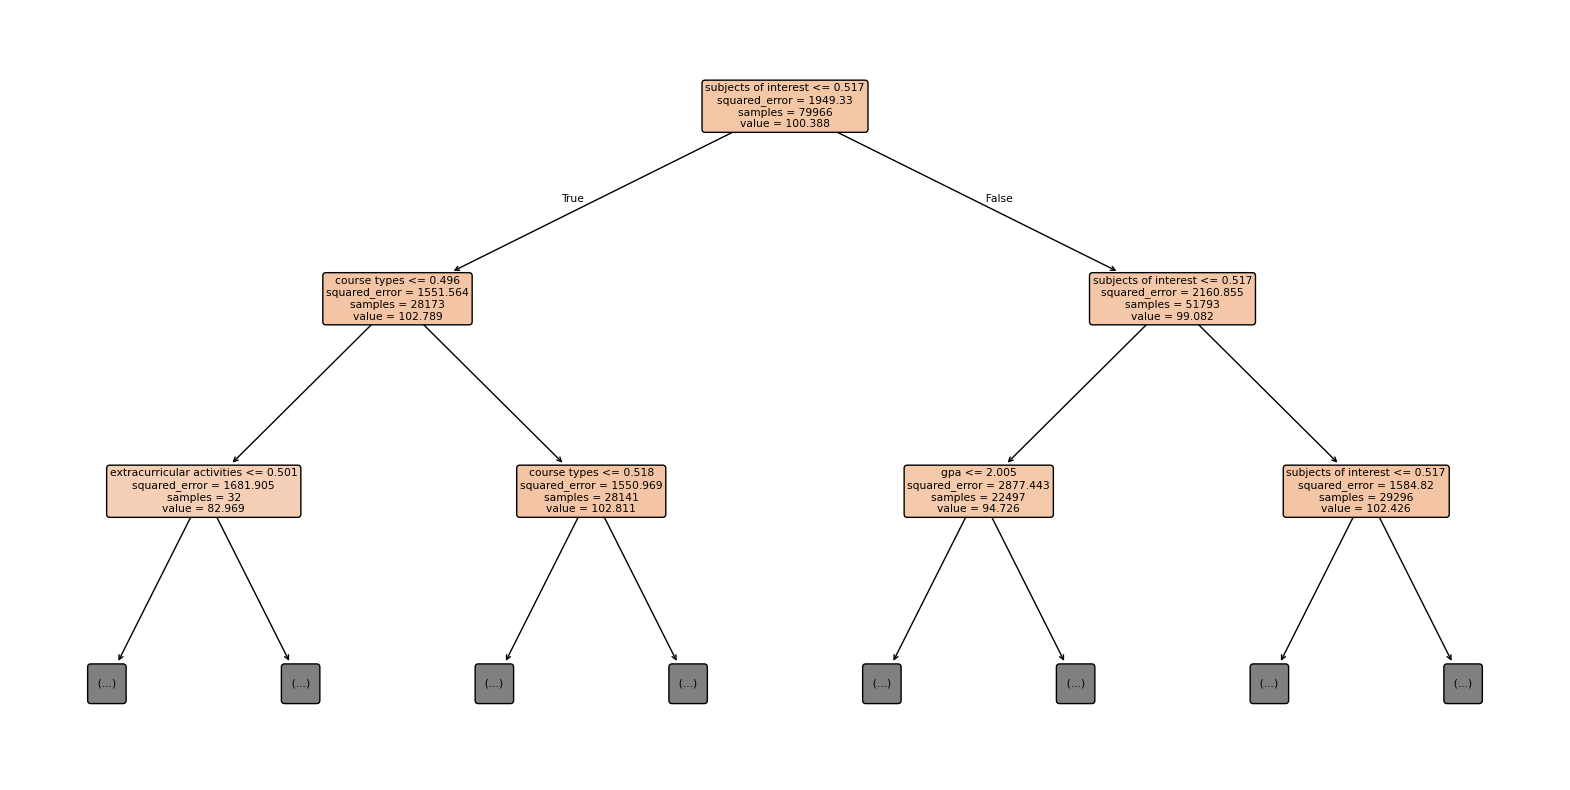 subjects of interest <= 0.517
squared_error = 1949.33
samples = 79966
value = 100.388
True
False
course types <= 0.496
squared_error = 1551.564
samples = 28173
value = 102.789
subjects of interest <= 0.517
squared_error = 2160.855
samples = 51793
value = 99.082
extracurricular activities <= 0.501
squared_error = 1681.905
samples = 32
value = 82.969
course types <= 0.518
squared_error = 1550.969
samples = 28141
value = 102.811
gpa <= 2.005
squared_error = 2877.443
samples = 22497
value = 94.726
subjects of interest <= 0.517
squared_error = 1584.82
samples = 29296
value = 102.426
(...)
(...)
(...)
(...)
(...)
(...)
(...)
(...)